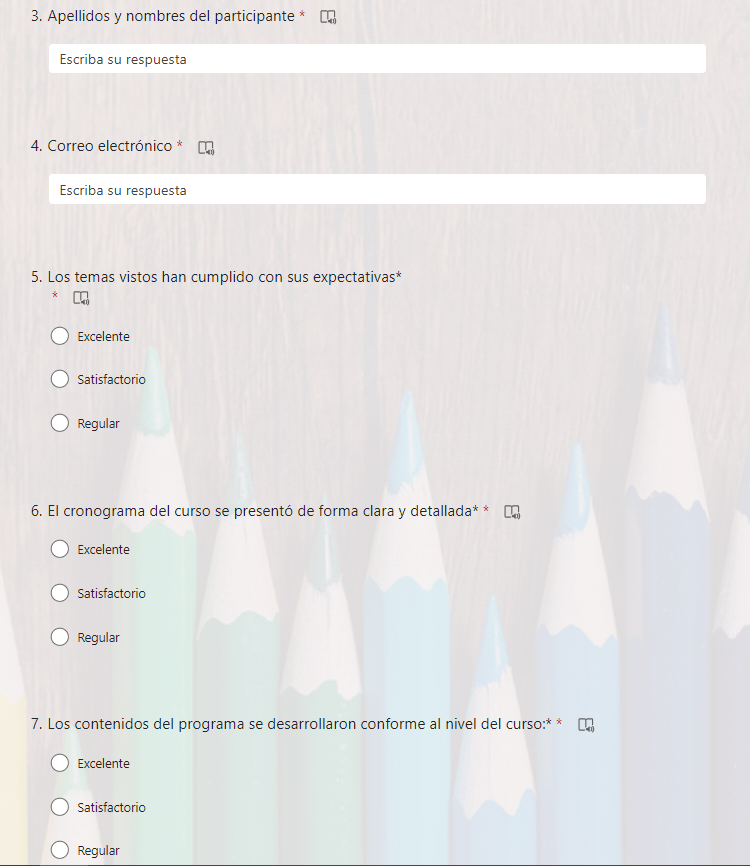 3. Apellidos y nombres del participante *
Escriba su respuesta
4. Correo electrónico *
Escriba su respuesta
5. Los temas vistos han cumplido con sus expectativas*
*
Excelente
Satisfactorio
Regular
6. El cronograma del curso se presentó de forma clara y detallada* *
Excelente
Satisfactorio
Regular
7. Los contenidos del programa se desarrollaron conforme al nivel del curso:* *
Excelente
Satisfactorio
Regular